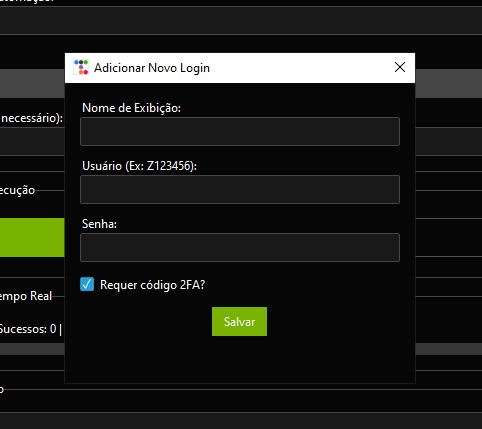 Adicionar Novo Login
Nome de Exibição:
necessário):
Usuário (Ex: Z123456):
Senha:
Requer código 2FA?
empo Real
Salvar
Sucessos: 0 |